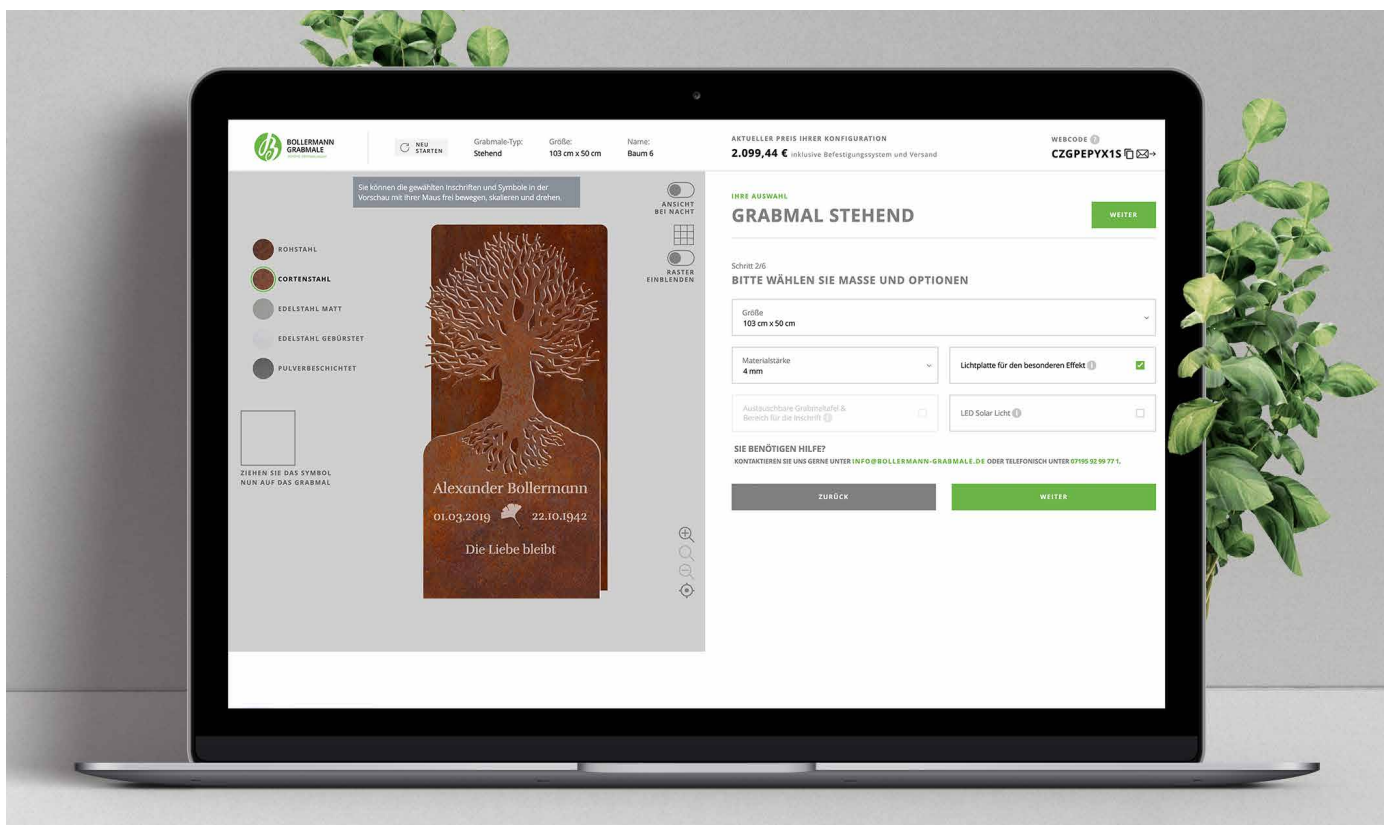 BOLLERMANN
GRABMALE
NEU
STARTEN
Grabmale-Typ:
Stehend
Größe:
103 cm x 50 cm
Name:
Baum 6
AKTUELLER PREIS IHRER KONFIGURATION
2.099,44 € inklusive Befestigungssystem und Versand
WEBCODE
CZGPEPYX1S
Sie können die gewählten Inschriften und Symbole in der
Vorschau mit Ihrer Maus frei bewegen, skalieren und drehen.
ANSICHT
BEI NACHT
RASTER
EINBLENDEN
ROHSTAHL
CORTENSTAHL
EDELSTAHL MATT
EDELSTAHL GEBÜRSTET
PULVERBESCHICHTET
ZIEHEN SIE DAS SYMBOL
NUN AUF DAS GRABMAL
Alexander Bollermann
01.03.2019 22.10.1942
Die Liebe bleibt
IHRE AUSWAHL
GRABMAL STEHEND
WEITER
Schritt 2/6
BITTE WÄHLEN SIE MASSE UND OPTIONEN
Größe
103 cm x 50 cm
Materialstärke
4 mm
Lichtplatte für den besonderen Effekt
Austauschbare Grabmaltafel &
Bereich für die Inschrift
LED Solar Licht
SIE BENÖTIGEN HILFE?
KONTAKTIEREN SIE UNS GERNE UNTER INFO@BOLLERMANN-GRABMALE.DE ODER TELEFONISCH UNTER 07195 92 99 77 1.
ZURÜCK
WEITER